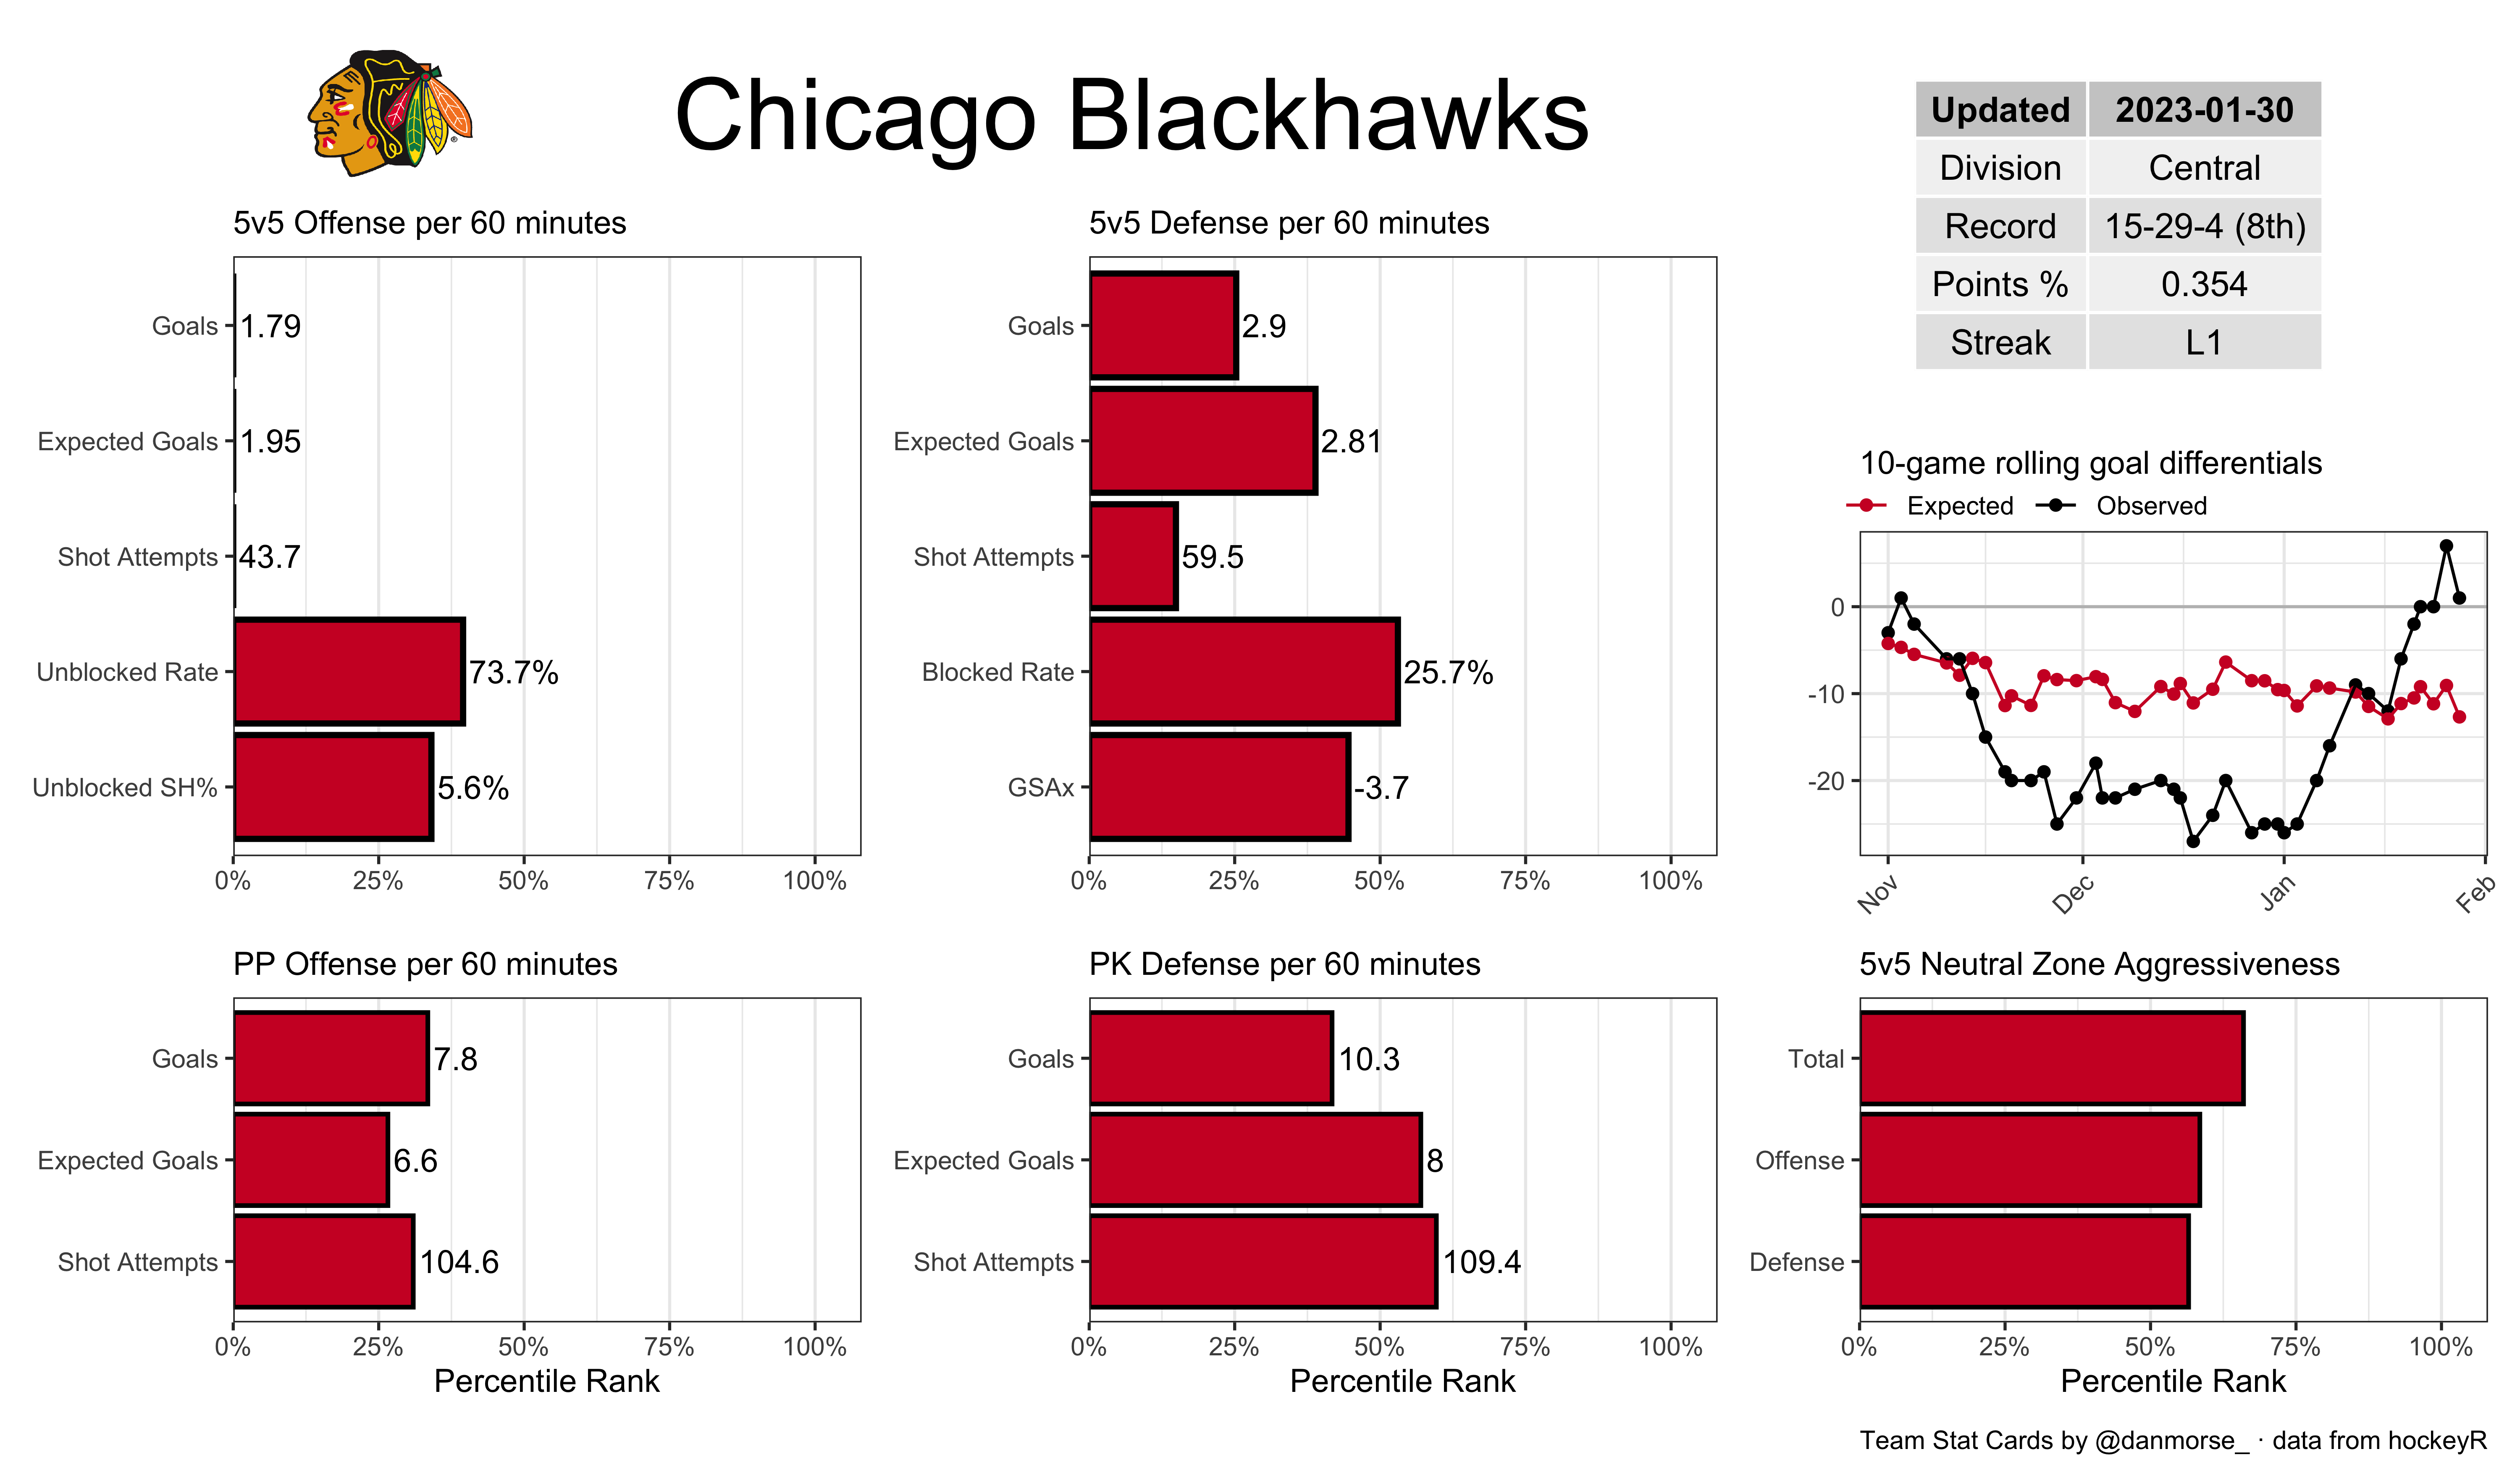 Chicago Blackhawks
Updated 2023-01-30
Division Central
Record 15-29-4 (8th)
Points % 0.354
Streak L1
5v5 Offense per 60 minutes
Goals 1.79
Expected Goals 1.95
Shot Attempts 43.7
Unblocked Rate 73.7%
Unblocked SH% 5.6%
0% 25% 50% 75% 100%
5v5 Defense per 60 minutes
Goals 2.9
Expected Goals 2.81
Shot Attempts 59.5
Blocked Rate 25.7%
GSAx -3.7
0% 25% 50% 75% 100%
10-game rolling goal differentials
Expected Observed
0
-10
-20
Nov Dec Jan Feb
PP Offense per 60 minutes
Goals 7.8
Expected Goals 6.6
Shot Attempts 104.6
0% 25% 50% 75% 100%
Percentile Rank
PK Defense per 60 minutes
Goals 10.3
Expected Goals 8
Shot Attempts 109.4
0% 25% 50% 75% 100%
Percentile Rank
5v5 Neutral Zone Aggressiveness
Total
Offense
Defense
0% 25% 50% 75% 100%
Percentile Rank
Team Stat Cards by @danmorse_ · data from hockeyR